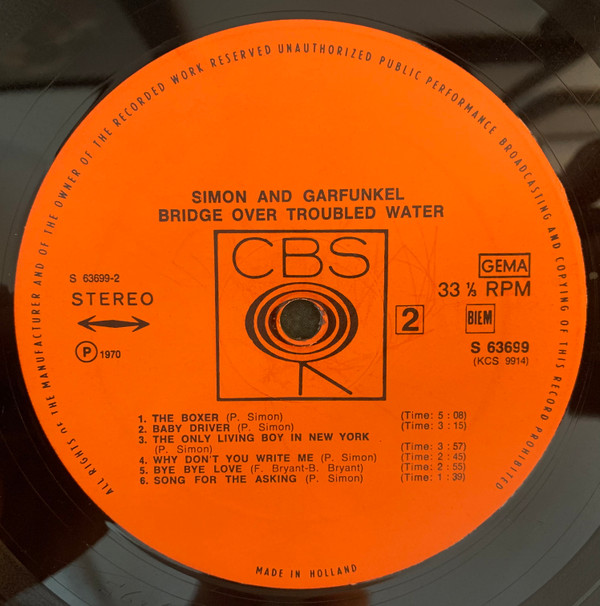 ALL RIGHTS OF THE MANUFACTURER AND OF THE OWNER OF THE RECORDED WORK RESERVED UNAUTHORIZED PUBLIC PERFORMANCE BROADCASTING AND COPYING OF THIS RECORD PROHIBITED
SIMON AND GARFUNKEL
BRIDGE OVER TROUBLED WATER
CBS
S 63699-2
STEREO
P 1970
GEMA
33 ⅓ RPM
2
BIEM
S 63699
(KCS 9914)
1. THE BOXER (P. Simon) (Time: 5 : 08)
2. BABY DRIVER (P. Simon) (Time: 3 : 15)
3. THE ONLY LIVING BOY IN NEW YORK
(P. Simon) (Time: 3 : 57)
4. WHY DON'T YOU WRITE ME (P. Simon) (Time: 2 : 45)
5. BYE BYE LOVE (F. Bryant-B. Bryant) (Time: 2 : 55)
6. SONG FOR THE ASKING (P. Simon) (Time: 1 : 39)
MADE IN HOLLAND